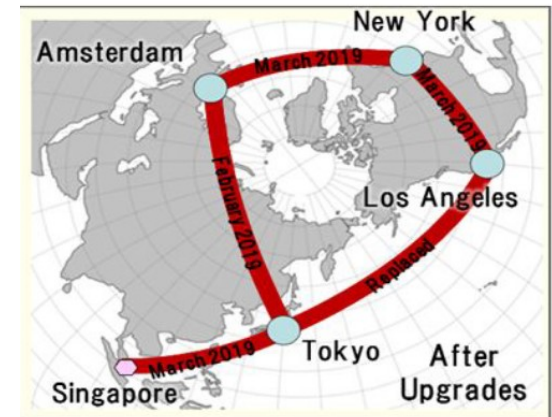 New York
Amsterdam
March 2019
March 2019
February 2019
Los Angeles
Replaced
March 2019
Tokyo
Singapore
After
Upgrades